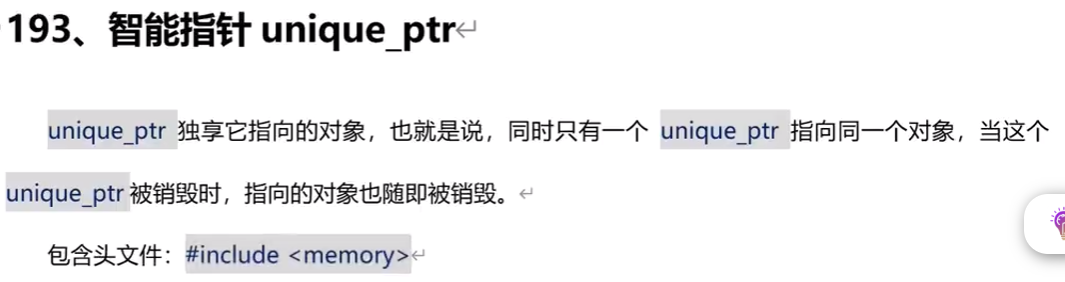 193、智能指针 unique_ptr↵
unique_ptr 独享它指向的对象，也就是说，同时只有一个 unique_ptr 指向同一个对象，当这个
unique_ptr 被销毁时，指向的对象也随即被销毁。↵
包含头文件：#include <memory>↵